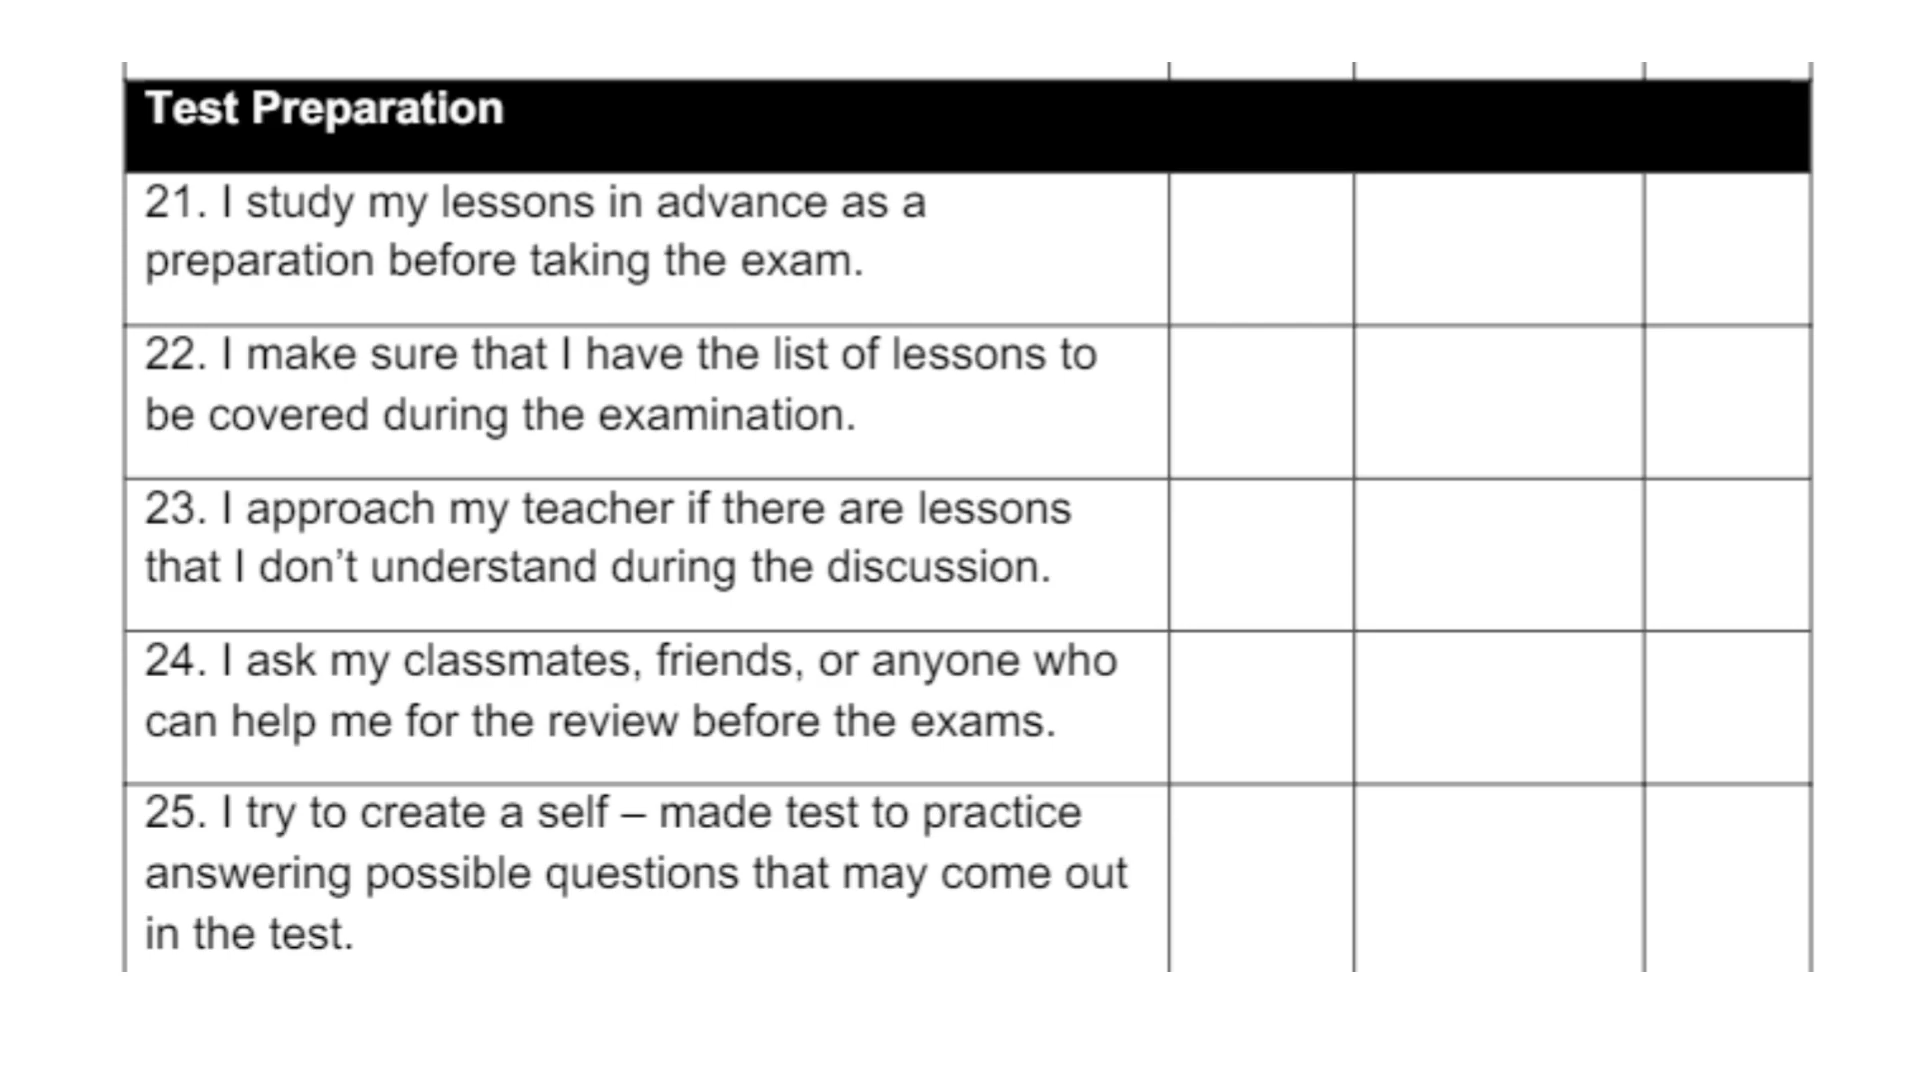 Test Preparation
21. I study my lessons in advance as a
preparation before taking the exam.
22. I make sure that I have the list of lessons to
be covered during the examination.
23. I approach my teacher if there are lessons
that I don’t understand during the discussion.
24. I ask my classmates, friends, or anyone who
can help me for the review before the exams.
25. I try to create a self – made test to practice
answering possible questions that may come out
in the test.